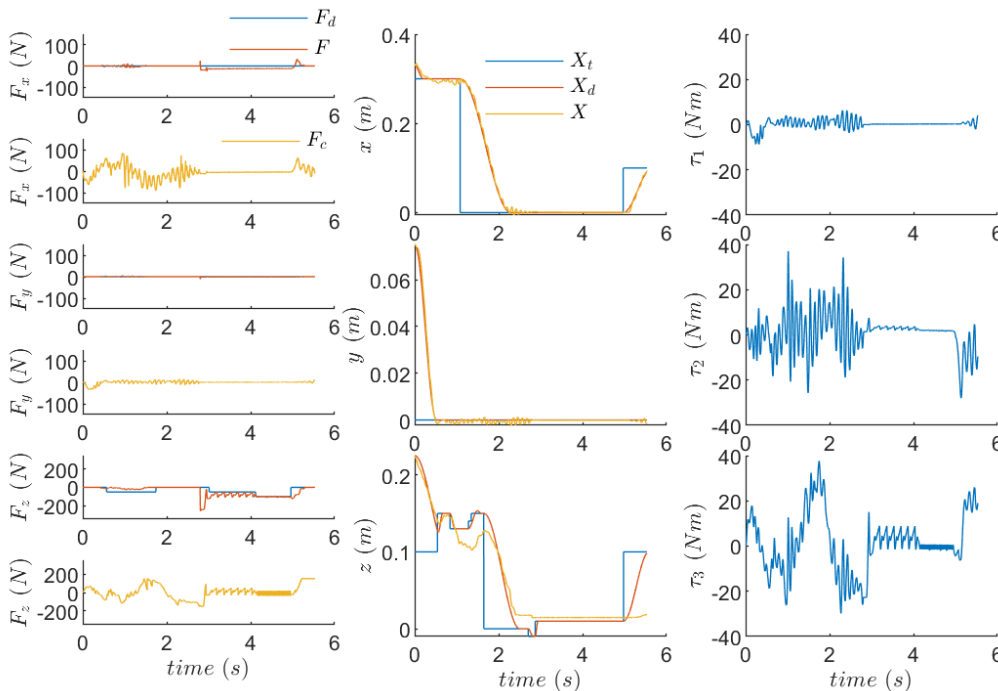 F_d
F
100
0
-100
F_x (N)
0 2 4 6
F_c
100
0
-100
F_x (N)
0 2 4 6
100
0
-100
F_y (N)
0 2 4 6
100
0
-100
F_y (N)
0 2 4 6
200
0
-200
F_z (N)
0 2 4 6
200
0
-200
F_z (N)
0 2 4 6
time (s)
0.4
0.2
0
x (m)
X_t
X_d
X
0 2 4 6
0.06
0.04
0.02
0
y (m)
0 2 4 6
0.2
0.1
0
z (m)
0 2 4 6
time (s)
40
20
0
-20
-40
τ_1 (Nm)
0 2 4 6
40
20
0
-20
-40
τ_2 (Nm)
0 2 4 6
40
20
0
-20
-40
τ_3 (Nm)
0 2 4 6
time (s)